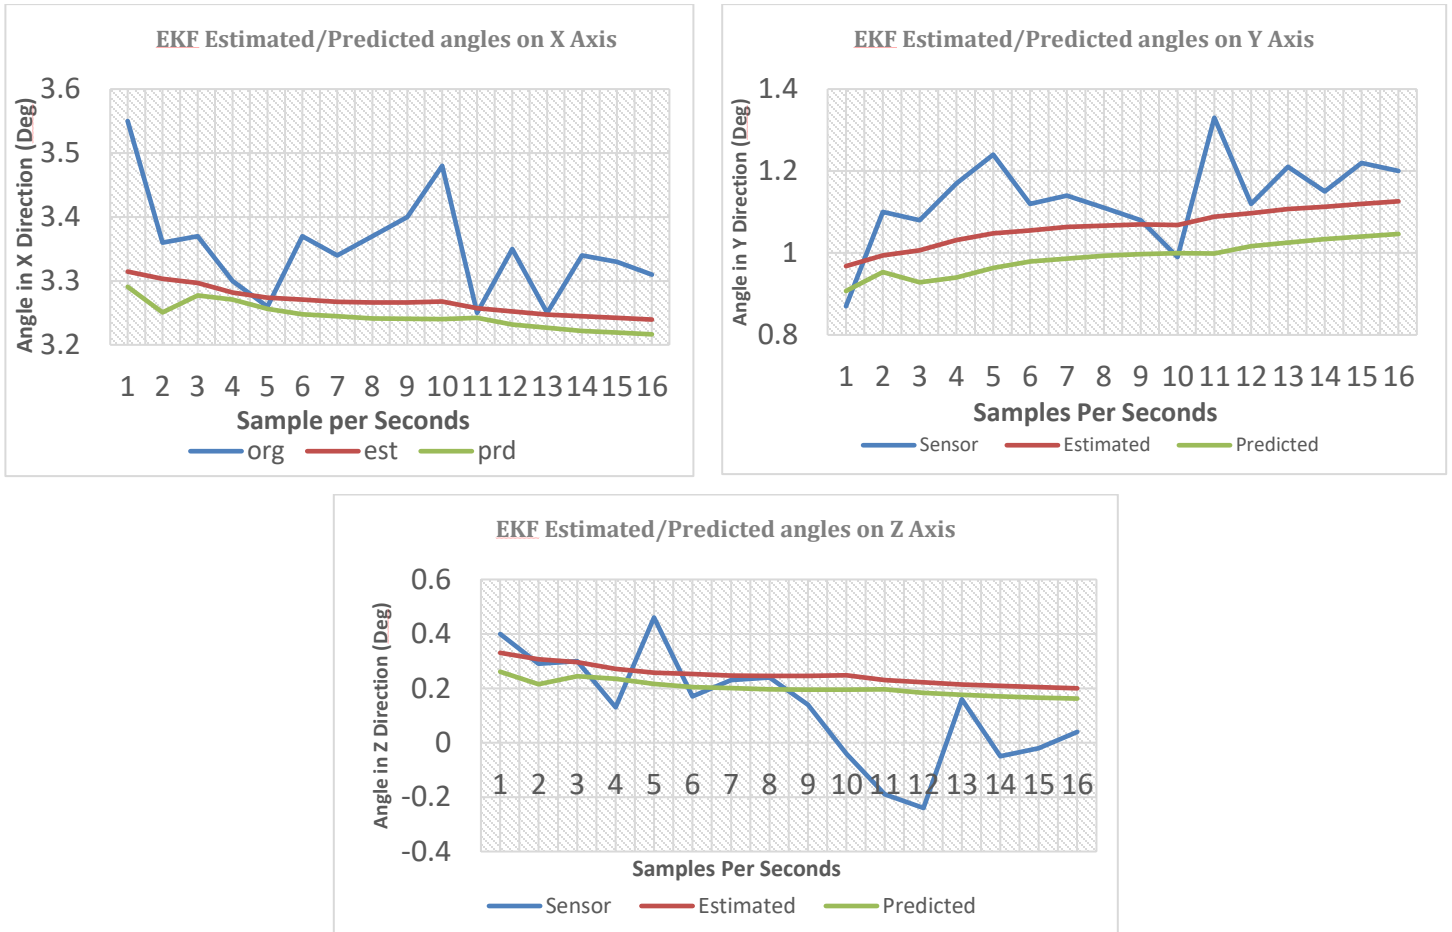 EKF Estimated/Predicted angles on X Axis
Angle in X Direction (Deg)
3.6
3.5
3.4
3.3
3.2
1 2 3 4 5 6 7 8 9 10 11 12 13 14 15 16
Sample per Seconds
org est prd
EKF Estimated/Predicted angles on Y Axis
Angle in Y Direction (Deg)
1.4
1.2
1
0.8
1 2 3 4 5 6 7 8 9 10 11 12 13 14 15 16
Samples Per Seconds
Sensor Estimated Predicted
EKF Estimated/Predicted angles on Z Axis
Angle in Z Direction (Deg)
0.6
0.4
0.2
0
-0.2
-0.4
1 2 3 4 5 6 7 8 9 10 11 12 13 14 15 16
Samples Per Seconds
Sensor Estimated Predicted